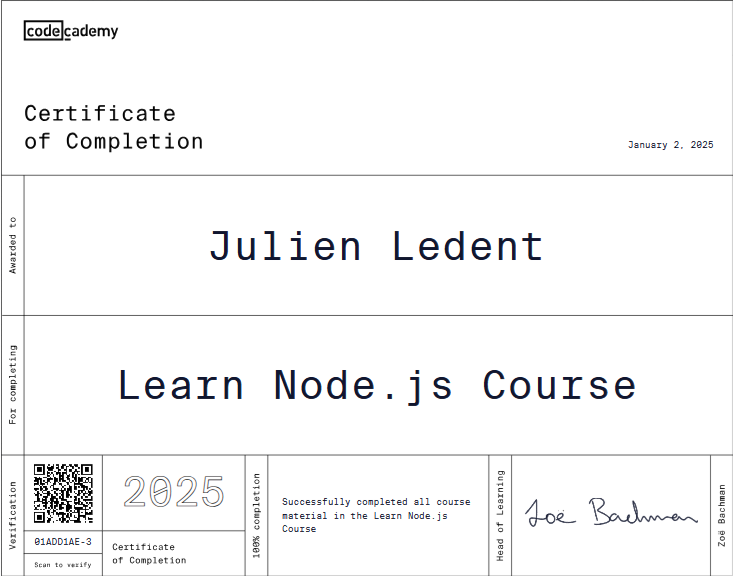 codecademy
Certificate
of Completion
January 2, 2025
Awarded to
Julien Ledent
For completing
Learn Node.js Course
Verification
01ADD1AE-3
Scan to verify
2025
Certificate
of Completion
100% completion
Successfully completed all course
material in the Learn Node.js
Course
Head of Learning
Zoë Bachman
Zoë Bachman